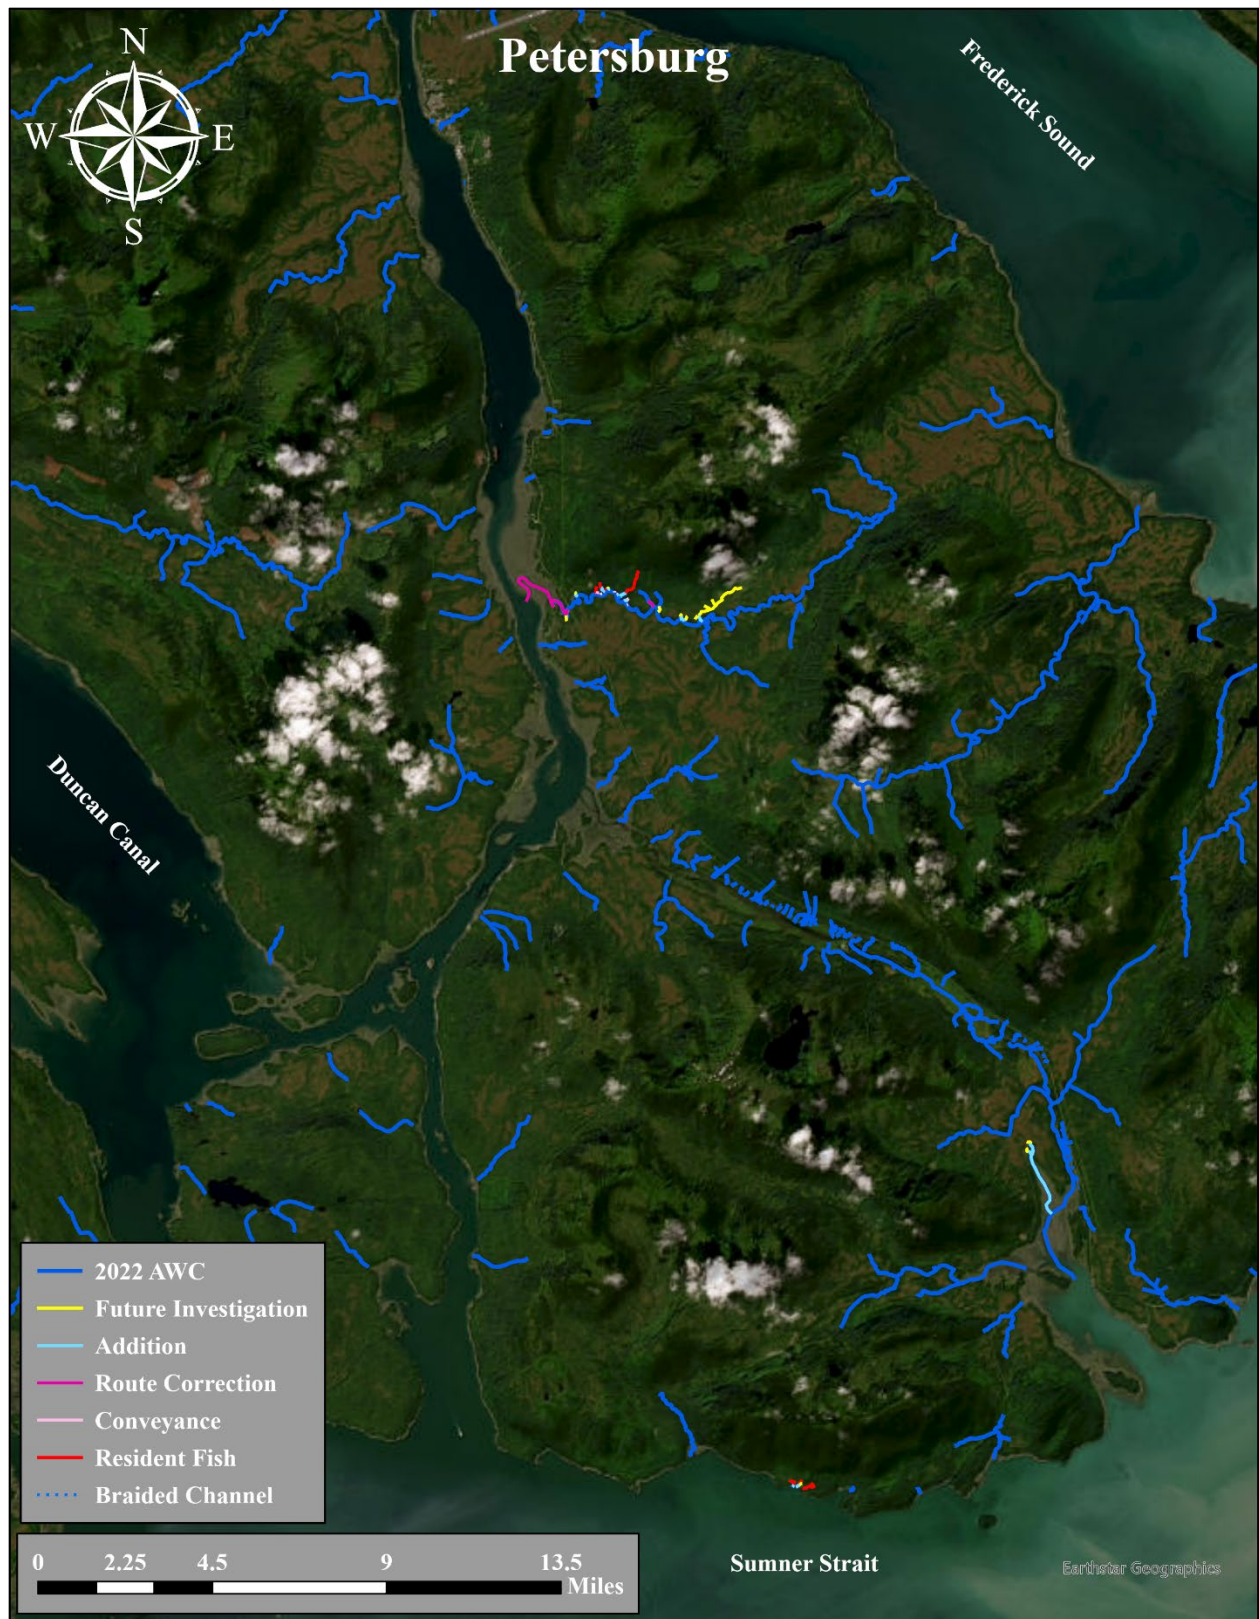 Petersburg
N
W
E
S
Frederick Sound
Duncan Canal
2022 AWC
Future Investigation
Addition
Route Correction
Conveyance
Resident Fish
Braided Channel
0 2.25 4.5 9 13.5
Miles
Sumner Strait
Earthstar Geographics